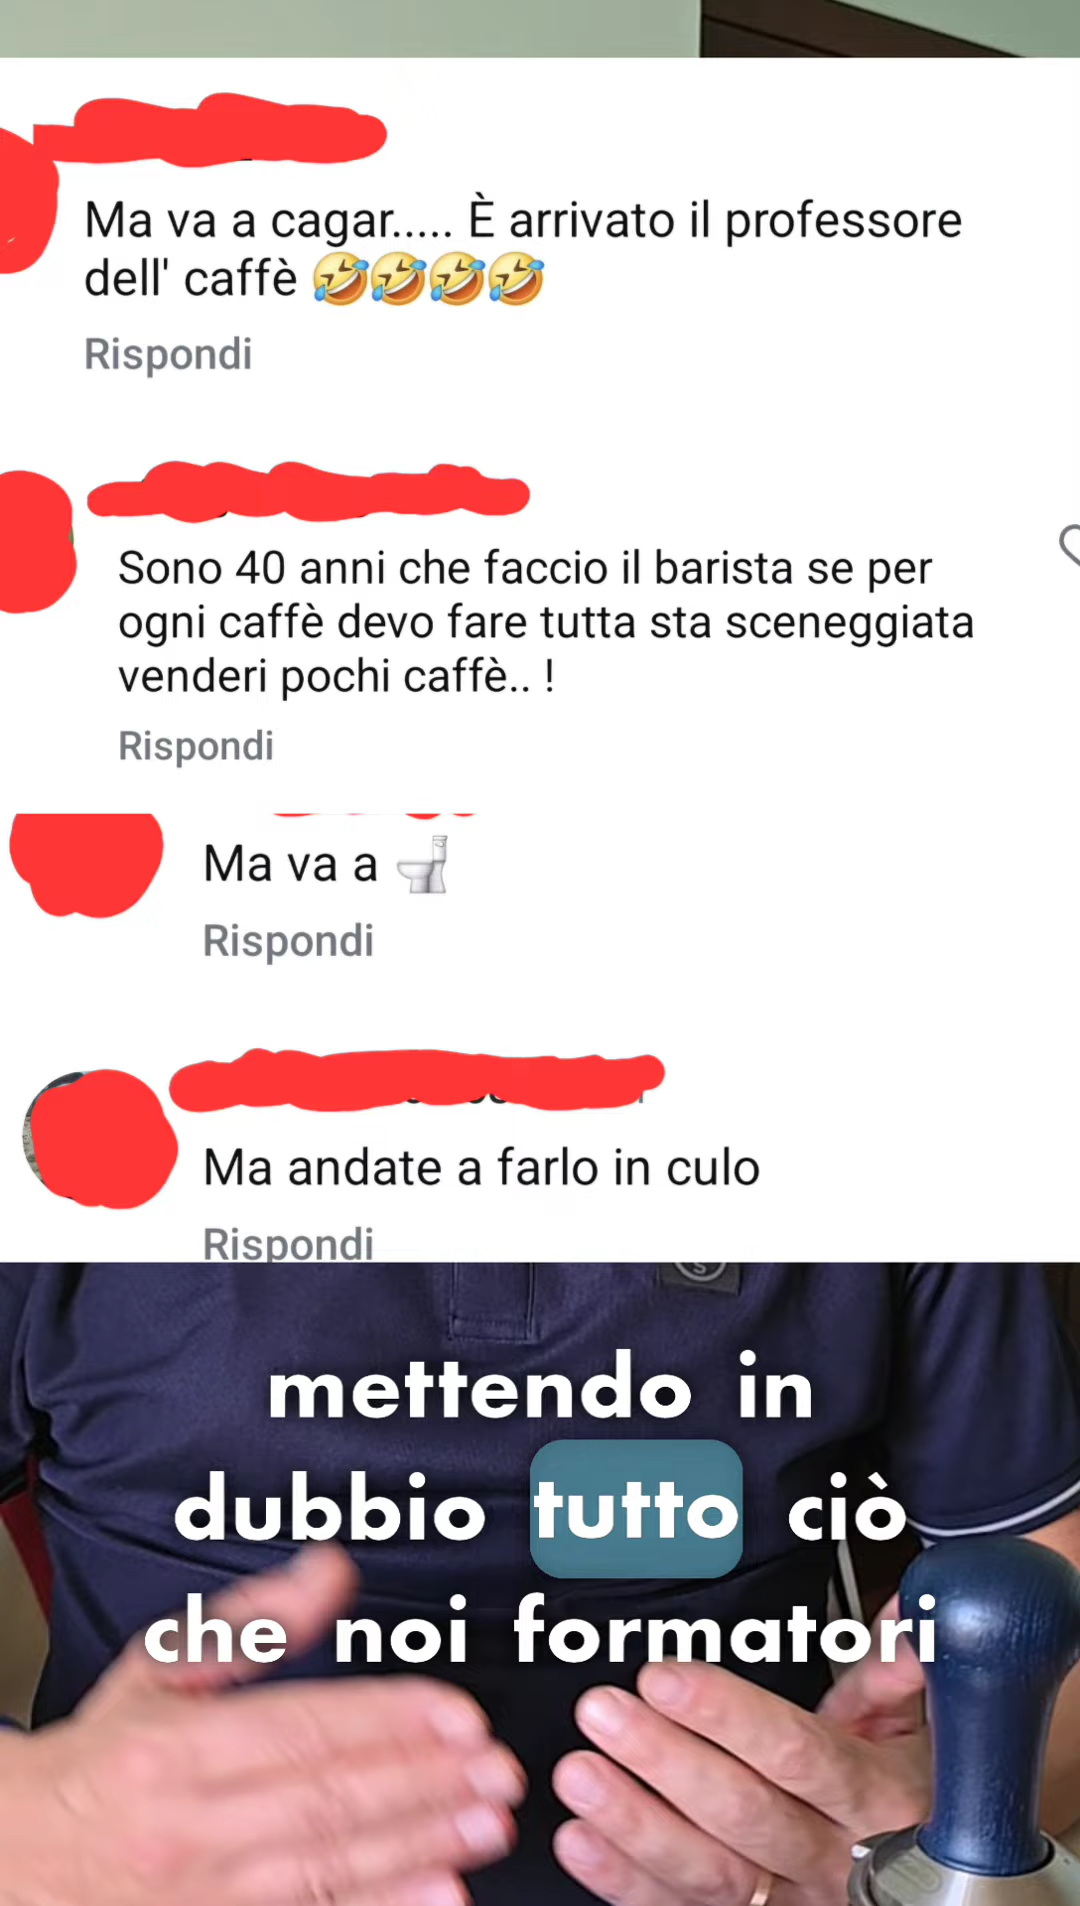 Ma va a cagar..... È arrivato il professore
dell' caffè 🤣🤣🤣🤣
Rispondi
Sono 40 anni che faccio il barista se per
ogni caffè devo fare tutta sta sceneggiata
venderi pochi caffè.. !
Rispondi
Ma va a 🚽
Rispondi
Ma andate a farlo in culo
Rispondi
mettendo in
dubbio tutto ciò
che noi formatori